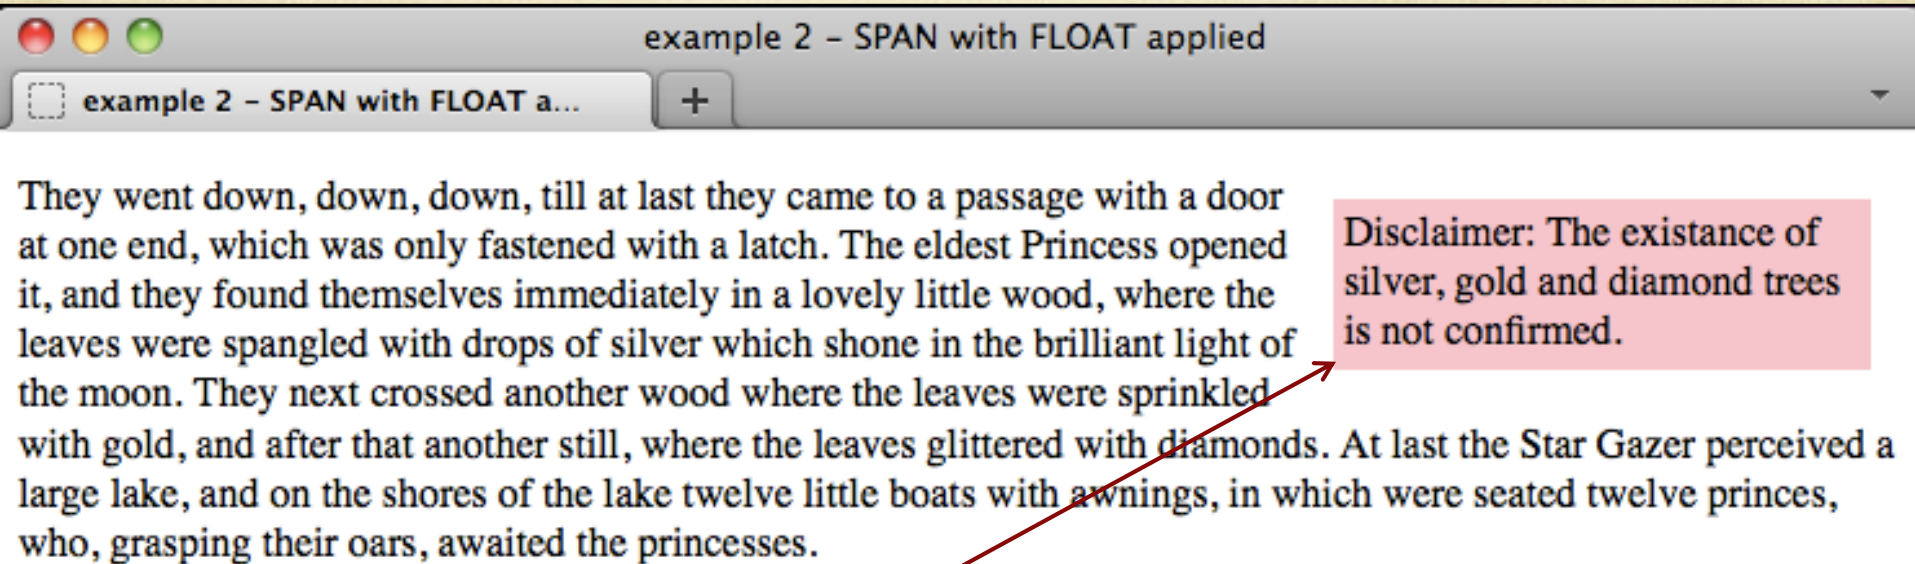 example 2 – SPAN with FLOAT applied
example 2 – SPAN with FLOAT a...
They went down, down, down, till at last they came to a passage with a door
at one end, which was only fastened with a latch. The eldest Princess opened
it, and they found themselves immediately in a lovely little wood, where the
leaves were spangled with drops of silver which shone in the brilliant light of
the moon. They next crossed another wood where the leaves were sprinkled
with gold, and after that another still, where the leaves glittered with diamonds. At last the Star Gazer perceived a
large lake, and on the shores of the lake twelve little boats with awnings, in which were seated twelve princes,
who, grasping their oars, awaited the princesses.
Disclaimer: The existance of
silver, gold and diamond trees
is not confirmed.